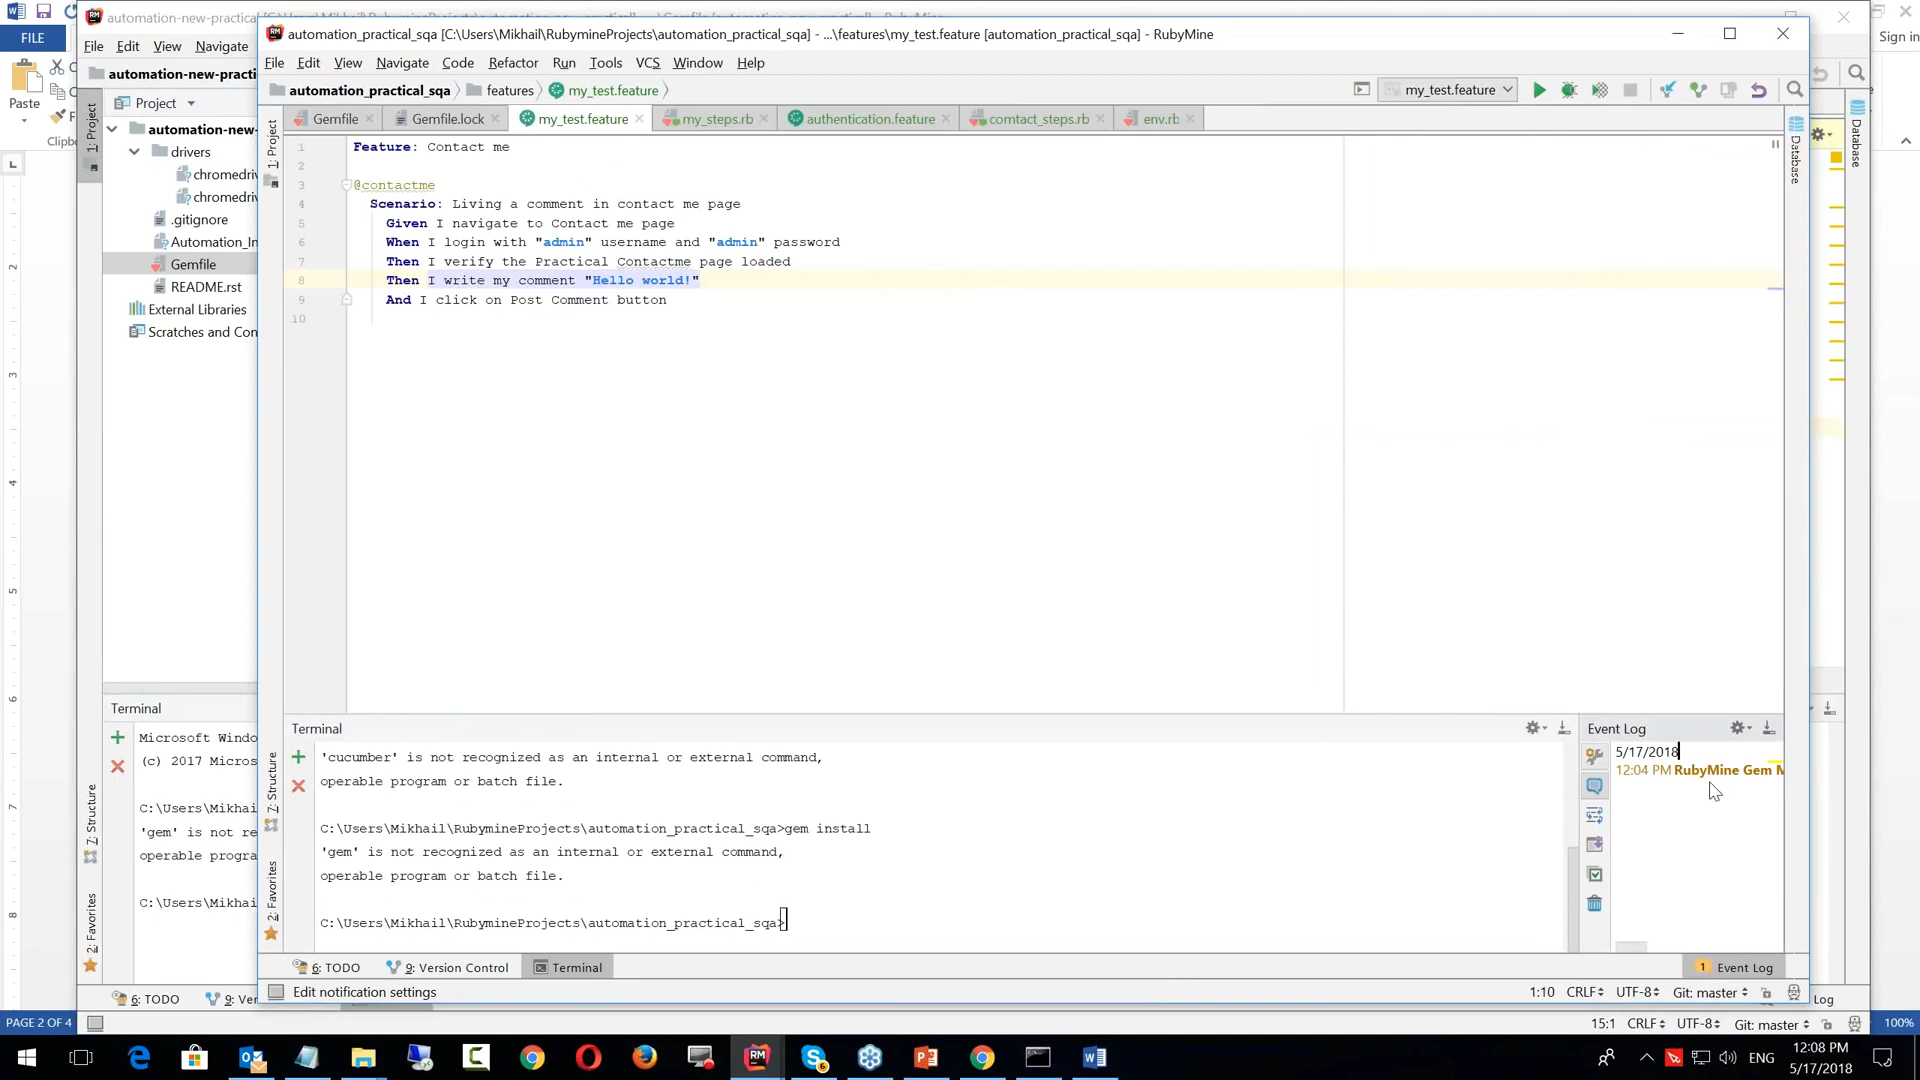 FILE
Paste
Clipb
automation-new-practical
File Edit View Navigate
automation-new-practi
Project
automation-new-
drivers
chromedriv
chromedriv
.gitignore
Automation_In
Gemfile
README.rst
External Libraries
Scratches and Con
1: Project
7: Structure
2: Favorites
Terminal
Microsoft Windo
(c) 2017 Micros
C:\Users\Mikhai
'gem' is not re
operable progra
C:\Users\Mikhai
6: TODO 9: Ver
PAGE 2 OF 4
automation_practical_sqa [C:\Users\Mikhail\RubymineProjects\automation_practical_sqa] - ...\features\my_test.feature [automation_practical_sqa] - RubyMine
File Edit View Navigate Code Refactor Run Tools VCS Window Help
automation_practical_sqa features my_test.feature
my_test.feature
Gemfile Gemfile.lock my_test.feature my_steps.rb authentication.feature comtact_steps.rb env.rb
1: Project
7: Structure
2: Favorites
1 Feature: Contact me
2
3 @contactme
4 Scenario: Living a comment in contact me page
5 Given I navigate to Contact me page
6 When I login with "admin" username and "admin" password
7 Then I verify the Practical Contactme page loaded
8 Then I write my comment "Hello world!"
9 And I click on Post Comment button
10
Database
Terminal
'cucumber' is not recognized as an internal or external command,
operable program or batch file.
C:\Users\Mikhail\RubymineProjects\automation_practical_sqa>gem install
'gem' is not recognized as an internal or external command,
operable program or batch file.
C:\Users\Mikhail\RubymineProjects\automation_practical_sqa>
Event Log
5/17/2018
12:04 PM RubyMine Gem M
6: TODO 9: Version Control Terminal 1 Event Log
Edit notification settings
1:10 CRLF UTF-8 Git: master
Log
15:1 CRLF UTF-8 Git: master
Sign in
Database
100%
ENG
12:08 PM
5/17/2018